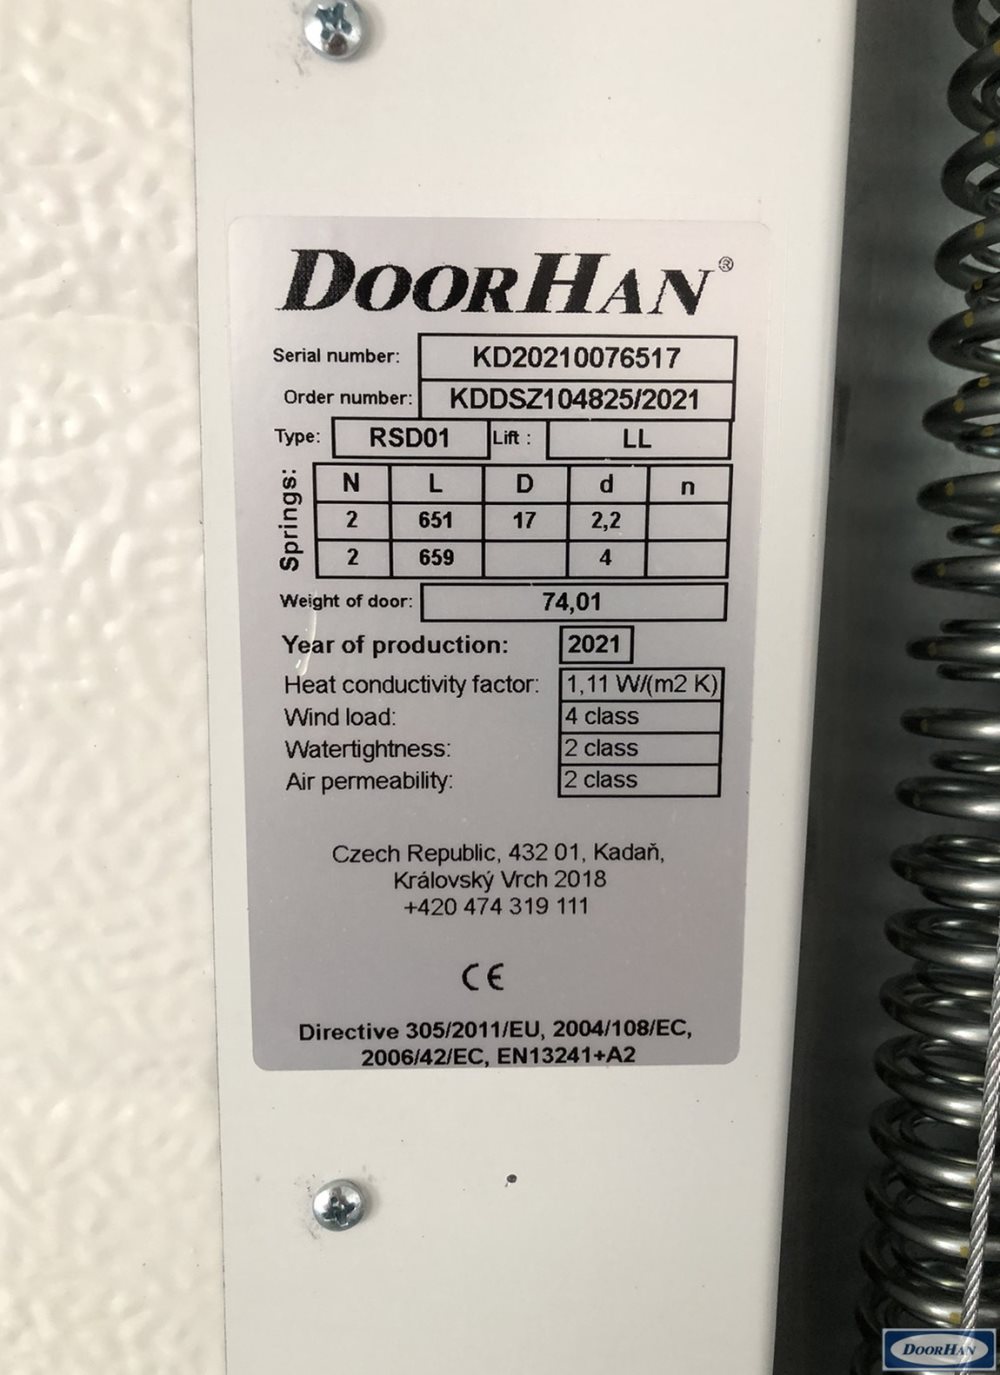 DOORHAN®
Serial number: KD20210076517
Order number: KDDSZ104825/2021
Type: RSD01 Lift : LL
Springs:
N L D d n
2 651 17 2,2
2 659 4
Weight of door: 74,01
Year of production: 2021
Heat conductivity factor: 1,11 W/(m2 K)
Wind load: 4 class
Watertightness: 2 class
Air permeability: 2 class
Czech Republic, 432 01, Kadaň,
Královský Vrch 2018
+420 474 319 111
CE
Directive 305/2011/EU, 2004/108/EC,
2006/42/EC, EN13241+A2
DOORHAN